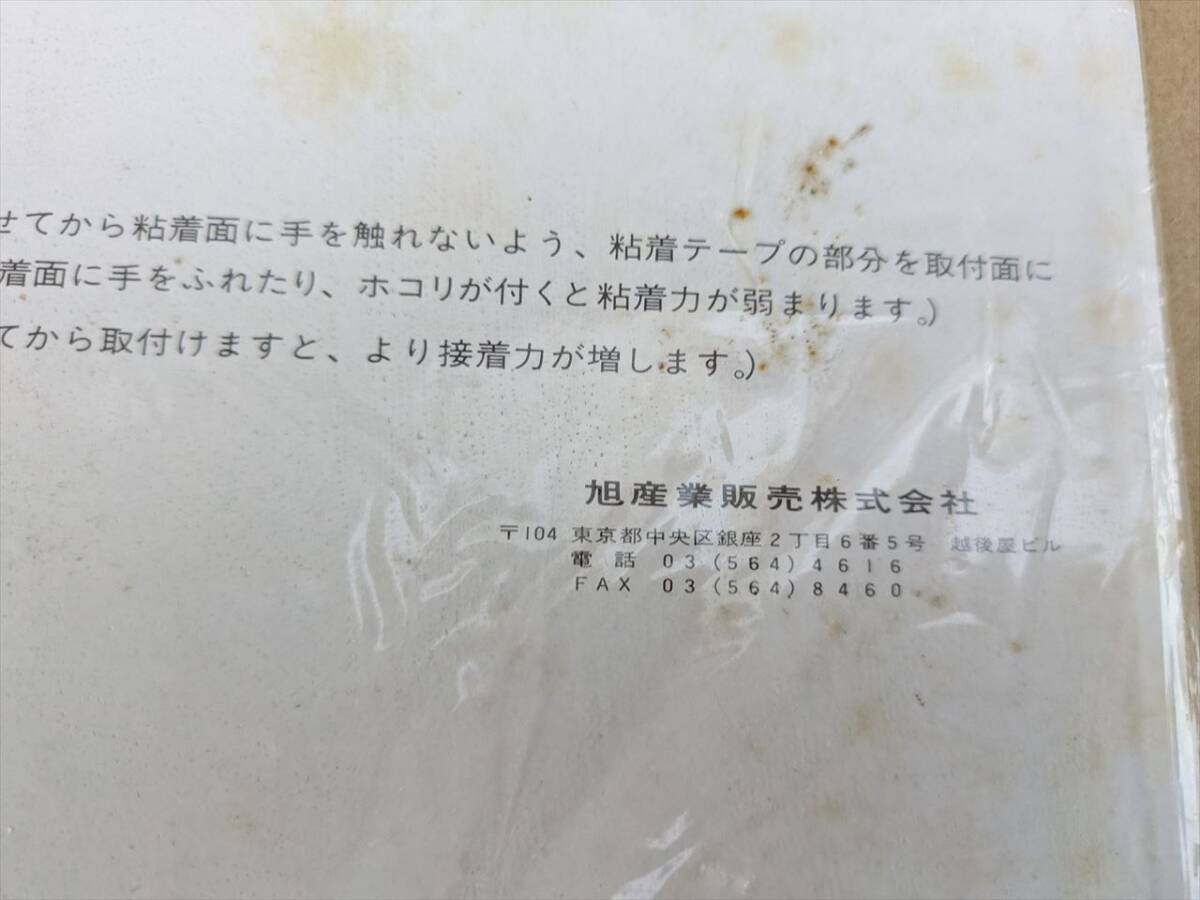 せてから粘着面に手を触れないよう、粘着テープの部分を取付面に
着面に手をふれたり、ホコリが付くと粘着力が弱まります。)
てから取付けますと、より接着力が増します。)
旭産業販売株式会社
〒104 東京都中央区銀座2丁目6番5号 越後屋ビル
電話 03(564)4616
FAX 03(564)8460